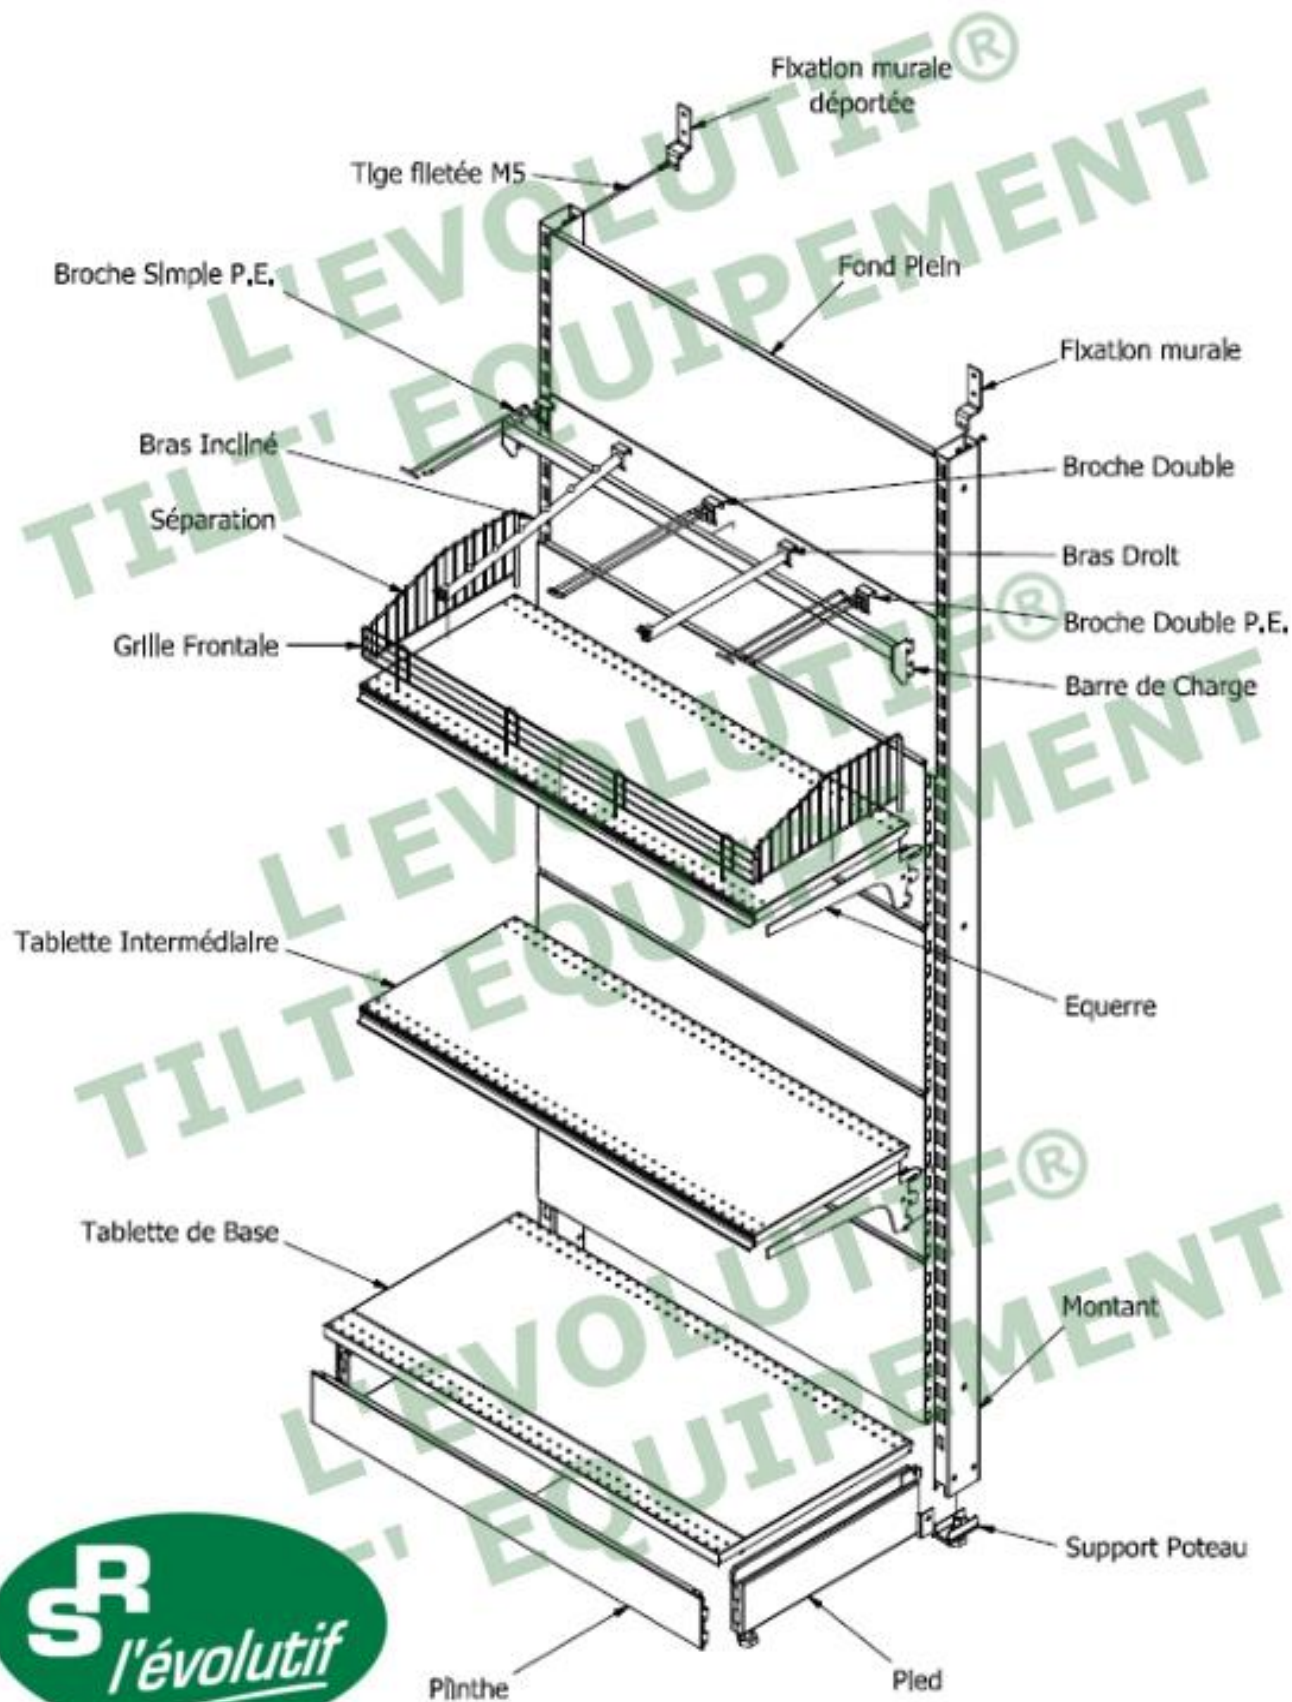 Fixation murale
déportée
Tige filetée M5
L'EVOLUTIF®
TILT' EQUIPEMENT
Broche Simple P.E.
Fond Plein
Fixation murale
Bras Incliné
Broche Double
Séparation
Bras Droit
Grille Frontale
Broche Double P.E.
Barre de Charge
L'EVOLUTIF®
TILT' EQUIPEMENT
Tablette Intermédiaire
Equerre
Tablette de Base
Montant
L'EVOLUTIF®
T' EQUIPEMENT
Support Poteau
SR
l'évolutif
Plinthe
Pied